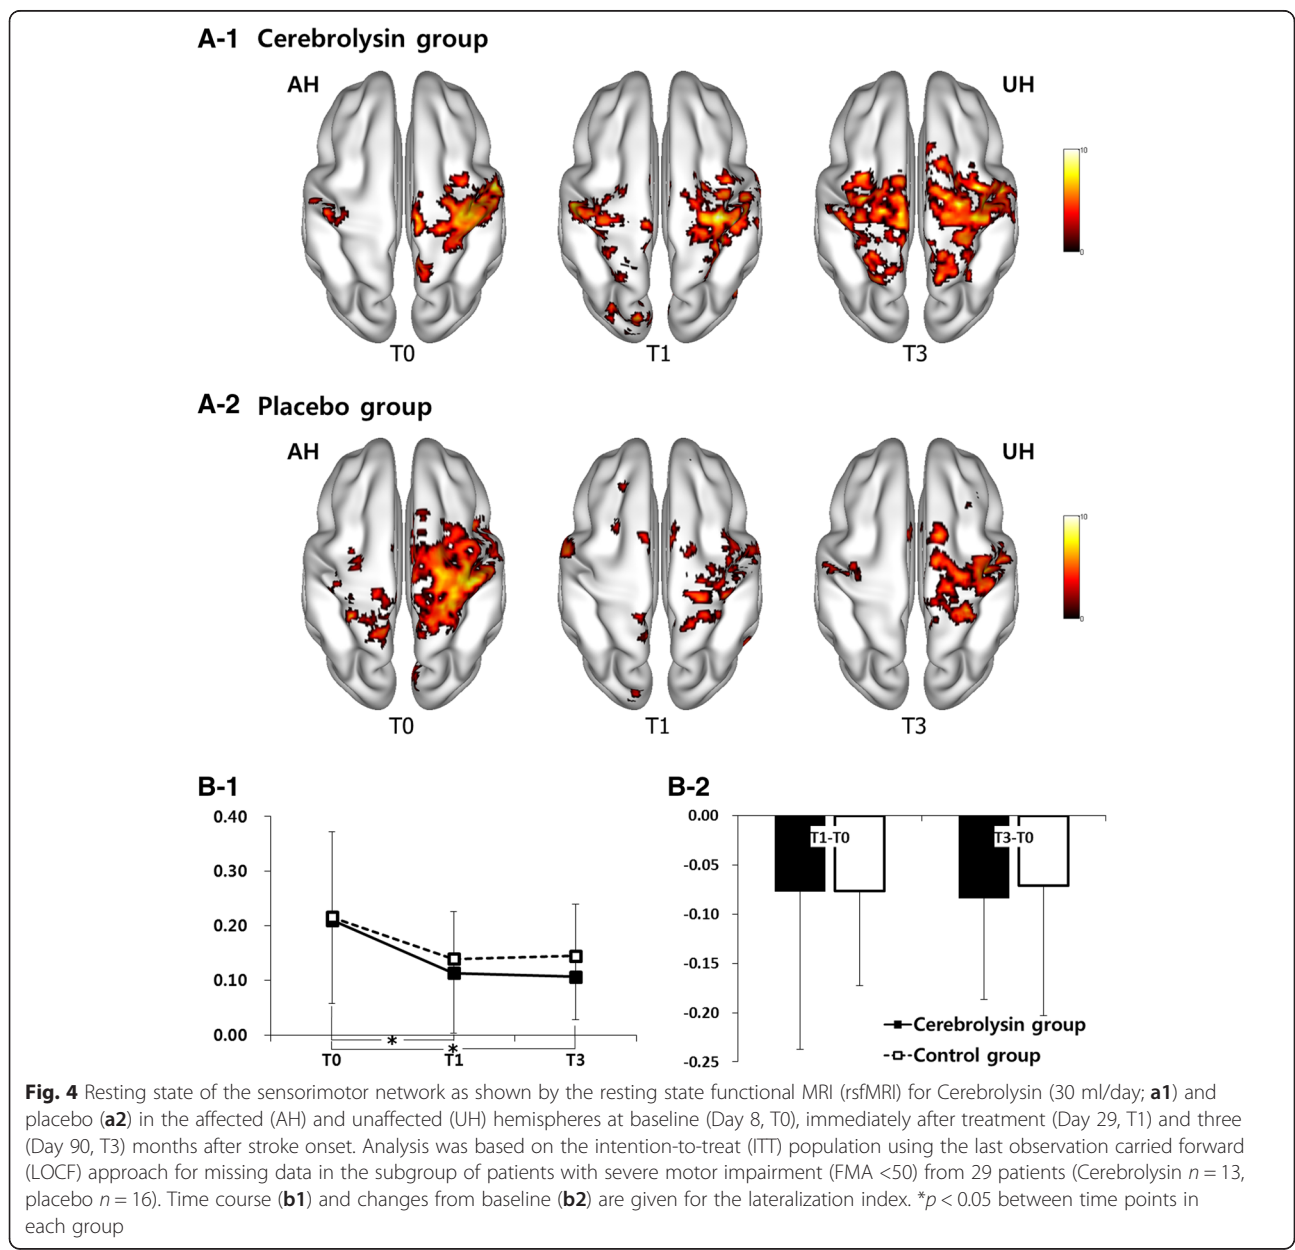 A-1 Cerebrolysin group
AH
UH
10
0
T0
T1
T3
A-2 Placebo group
AH
UH
10
0
T0
T1
T3
B-1
0.40
0.30
0.20
0.10
0.00
*
*
T0
T1
T3
B-2
0.00
-0.05
-0.10
-0.15
-0.20
-0.25
T1-T0
T3-T0
Cerebrolysin group
Control group
Fig. 4 Resting state of the sensorimotor network as shown by the resting state functional MRI (rsfMRI) for Cerebrolysin (30 ml/day; a1) and
placebo (a2) in the affected (AH) and unaffected (UH) hemispheres at baseline (Day 8, T0), immediately after treatment (Day 29, T1) and three
(Day 90, T3) months after stroke onset. Analysis was based on the intention-to-treat (ITT) population using the last observation carried forward
(LOCF) approach for missing data in the subgroup of patients with severe motor impairment (FMA <50) from 29 patients (Cerebrolysin n = 13,
placebo n = 16). Time course (b1) and changes from baseline (b2) are given for the lateralization index. *p < 0.05 between time points in
each group